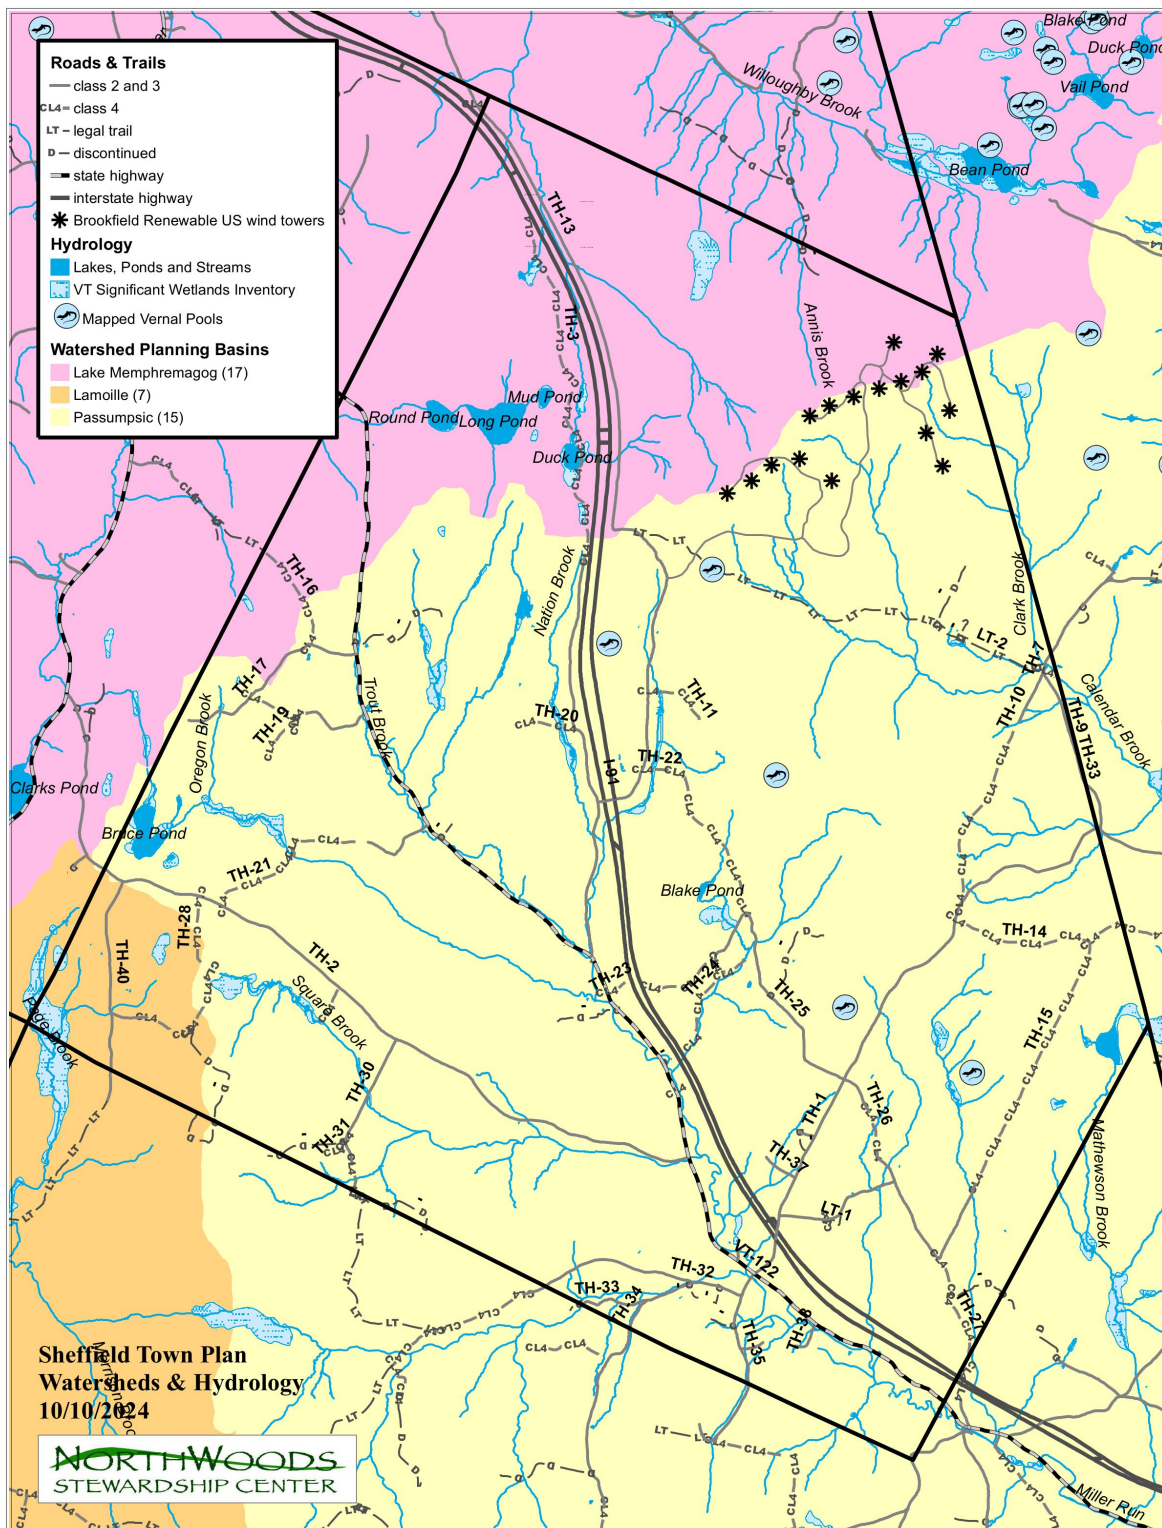 Roads & Trails
class 2 and 3
CL4 class 4
LT legal trail
D discontinued
state highway
interstate highway
Brookfield Renewable US wind towers
Hydrology
Lakes, Ponds and Streams
VT Significant Wetlands Inventory
Mapped Vernal Pools
Watershed Planning Basins
Lake Memphremagog (17)
Lamoille (7)
Passumpsic (15)
Blake Pond
Duck Pond
Vail Pond
Willoughby Brook
Bean Pond
TH-13
TH-3
Annis Brook
Mud Pond
Round Pond
Long Pond
Duck Pond
Nation Brook
Clark Brook
TH-16
LT-2
TH-7
TH-17
TH-10
TH-11
Calendar Brook
TH-19
Trout Brook
TH-20
TH-9
TH-33
Oregon Brook
I-91
TH-22
Clarks Pond
Bruce Pond
TH-21
Blake Pond
TH-28
TH-14
TH-40
TH-2
TH-23
TH-24
TH-25
Square Brook
Page Brook
TH-15
TH-30
TH-1
TH-26
TH-31
TH-37
Mathewson Brook
LT-1
VT-122
TH-32
TH-33
TH-34
TH-38
TH-27
TH-35
Sheffield Town Plan
Watersheds & Hydrology
10/10/2024
NORTHWOODS
STEWARDSHIP CENTER
Miller Run